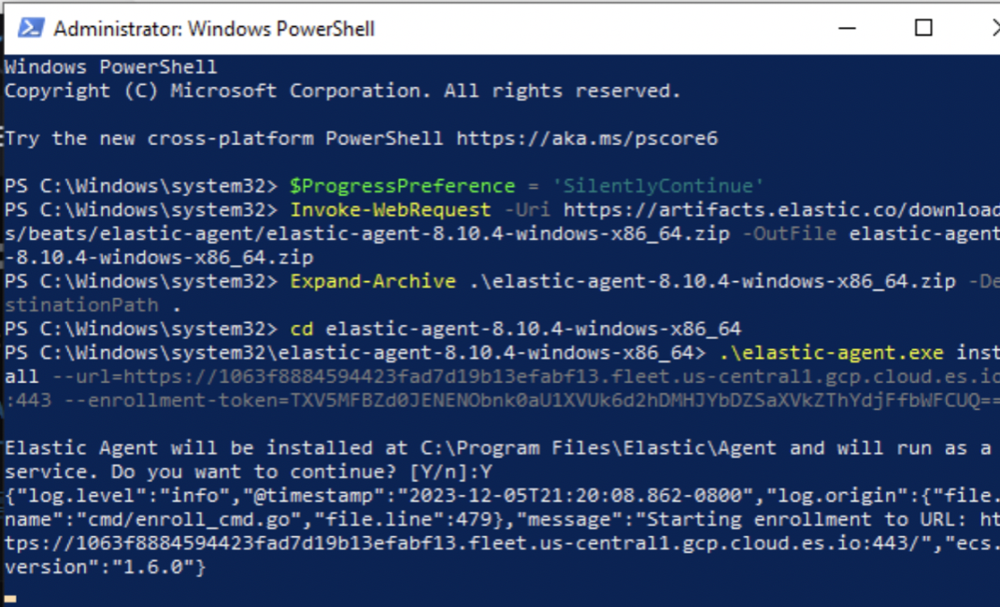 Administrator: Windows PowerShell
Windows PowerShell
Copyright (C) Microsoft Corporation. All rights reserved.
Try the new cross-platform PowerShell https://aka.ms/pscore6
PS C:\Windows\system32> $ProgressPreference = 'SilentlyContinue'
PS C:\Windows\system32> Invoke-WebRequest -Uri https://artifacts.elastic.co/download
s/beats/elastic-agent/elastic-agent-8.10.4-windows-x86_64.zip -OutFile elastic-agent
-8.10.4-windows-x86_64.zip
PS C:\Windows\system32> Expand-Archive .\elastic-agent-8.10.4-windows-x86_64.zip -De
stinationPath .
PS C:\Windows\system32> cd elastic-agent-8.10.4-windows-x86_64
PS C:\Windows\system32\elastic-agent-8.10.4-windows-x86_64> .\elastic-agent.exe inst
all --url=https://1063f8884594423fad7d19b13efabf13.fleet.us-central1.gcp.cloud.es.io
:443 --enrollment-token=TXV5MFBZd0JENENObnk0aU1XVUk6d2hDMHJYbDZSaXVkZThYdjFfbWFCUQ==
Elastic Agent will be installed at C:\Program Files\Elastic\Agent and will run as a
service. Do you want to continue? [Y/n]:Y
{"log.level":"info","@timestamp":"2023-12-05T21:20:08.862-0800","log.origin":{"file.
name":"cmd/enroll_cmd.go","file.line":479},"message":"Starting enrollment to URL: ht
tps://1063f8884594423fad7d19b13efabf13.fleet.us-central1.gcp.cloud.es.io:443/","ecs.
version":"1.6.0"}